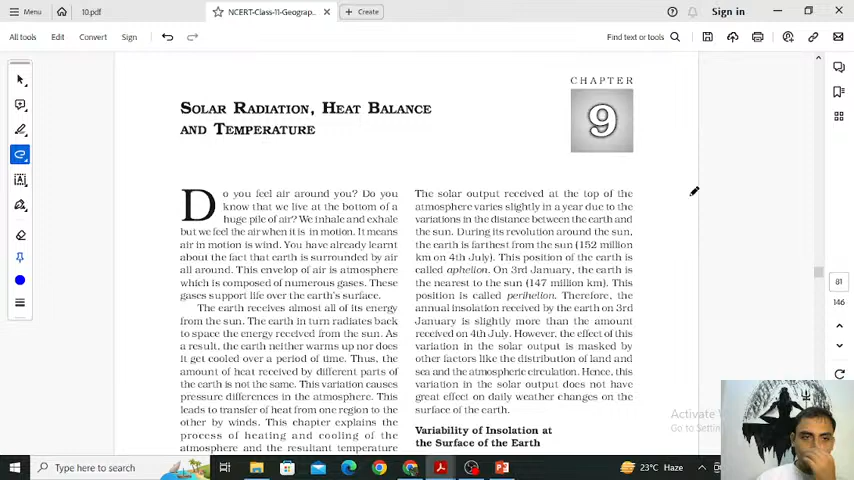 Menu
10.pdf
NCERT-Class-11-Geograp...
Create
Sign in
All tools
Edit
Convert
Sign
Find text or tools
CHAPTER
9
SOLAR RADIATION, HEAT BALANCE
AND TEMPERATURE
Do you feel air around you? Do you
know that we live at the bottom of a
huge pile of air? We inhale and exhale
but we feel the air when it is in motion. It means
air in motion is wind. You have already learnt
about the fact that earth is surrounded by air
all around. This envelop of air is atmosphere
which is composed of numerous gases. These
gases support life over the earth's surface.
The earth receives almost all of its energy
from the sun. The earth in turn radiates back
to space the energy received from the sun. As
a result, the earth neither warms up nor does
it get cooled over a period of time. Thus, the
amount of heat received by different parts of
the earth is not the same. This variation causes
pressure differences in the atmosphere. This
leads to transfer of heat from one region to the
other by winds. This chapter explains the
process of heating and cooling of the
atmosphere and the resultant temperature
The solar output received at the top of the
atmosphere varies slightly in a year due to the
variations in the distance between the earth and
the sun. During its revolution around the sun,
the earth is farthest from the sun (152 million
km on 4th July). This position of the earth is
called aphelion. On 3rd January, the earth is
the nearest to the sun (147 million km). This
position is called perihelion. Therefore, the
annual insolation received by the earth on 3rd
January is slightly more than the amount
received on 4th July. However, the effect of this
variation in the solar output is masked by
other factors like the distribution of land and
sea and the atmospheric circulation. Hence, this
variation in the solar output does not have
great effect on daily weather changes on the
surface of the earth.
Variability of Insolation at
the Surface of the Earth
81
146
Activate
Go to Settin
Type here to search
23°C Haze